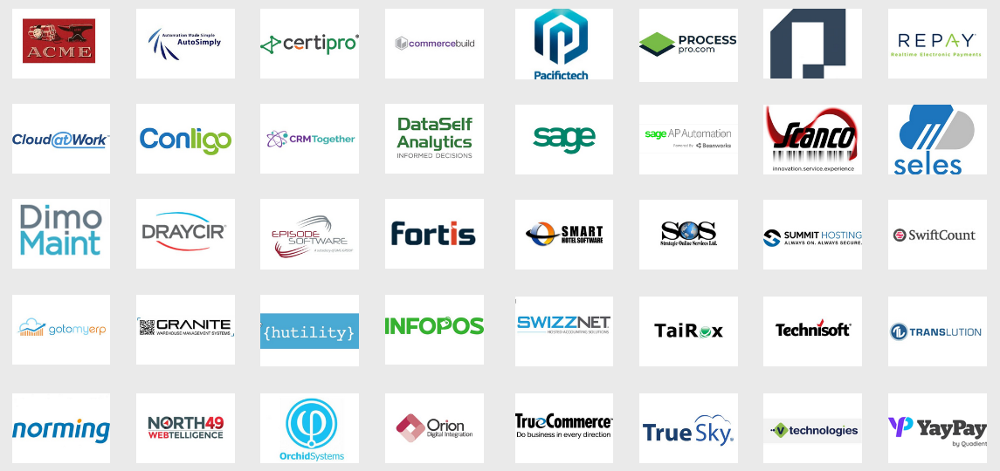 ACME
Automation Made Simple
AutoSimply
certipro®
commercebuild
Pacifictech
PROCESS
pro.com
REPAY
Realtime Electronic Payments
Cloud@Work
Conligo
CRMTogether
DataSelf
Analytics
INFORMED DECISIONS
sage
sage AP Automation
Powered by Beanworks
Scanco
innovation.service.experience
seles
Dimo
Maint
DRAYCIR
EPISODE
SOFTWARE
Fortis
SMART
HOTEL SOFTWARE
SOS
Strategic Online Services Ltd.
SUMMIT HOSTING
ALWAYS ON. ALWAYS SECURE.
SwiftCount
gotomyerp
GRANITE
WAREHOUSE MANAGEMENT SYSTEMS
{hutility}
INFOPOS
SWIZZNET
HOSTED ACCOUNTING SOLUTIONS
TaiRox
Technisoft
TRANSLUTION
norming
NORTH49
WEBTELLIGENCE
OrchidSystems
Orion
Digital Integration
TrueCommerce
Do business in every direction
TrueSky
V technologies
YayPay
by Quadient